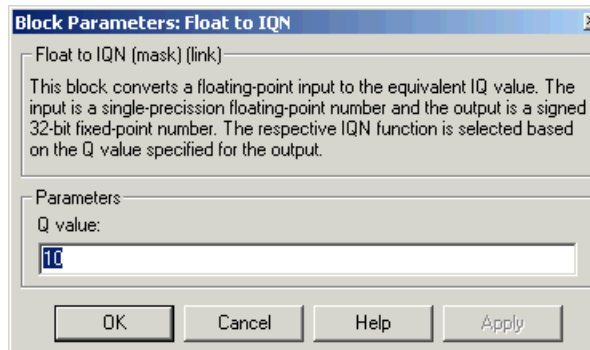 Block Parameters: Float to IQN
Float to IQN (mask) (link)
This block converts a floating-point input to the equivalent IQ value. The
input is a single-precission floating-point number and the output is a signed
32-bit fixed-point number. The respective IQN function is selected based
on the Q value specified for the output.
Parameters
Q value:
10
OK Cancel Help Apply